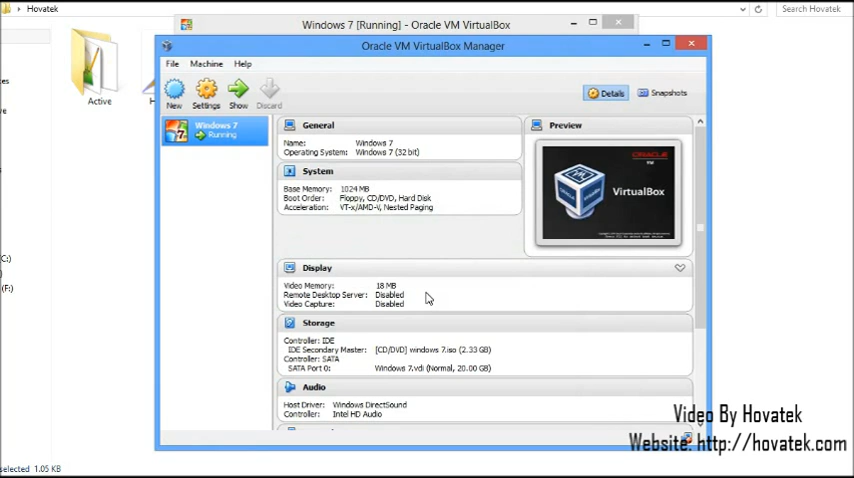 Hovatek
Search Hovatek
Windows 7 [Running] - Oracle VM VirtualBox
Oracle VM VirtualBox Manager
File Machine Help
New Settings Show Discard
Details Snapshots
Windows 7
Running
General
Name: Windows 7
Operating System: Windows 7 (32 bit)
System
Base Memory: 1024 MB
Boot Order: Floppy, CD/DVD, Hard Disk
Acceleration: VT-x/AMD-V, Nested Paging
Preview
ORACLE
VM
VirtualBox
Active
Display
Video Memory: 18 MB
Remote Desktop Server: Disabled
Video Capture: Disabled
Storage
Controller: IDE
IDE Secondary Master: [CD/DVD] windows 7.iso (2.33 GB)
Controller: SATA
SATA Port 0: Windows 7.vdi (Normal, 20.00 GB)
Audio
Host Driver: Windows DirectSound
Controller: Intel HD Audio
C:)
(F:)
Video By Hovatek
Website: http://hovatek.com
selected 1.05 KB